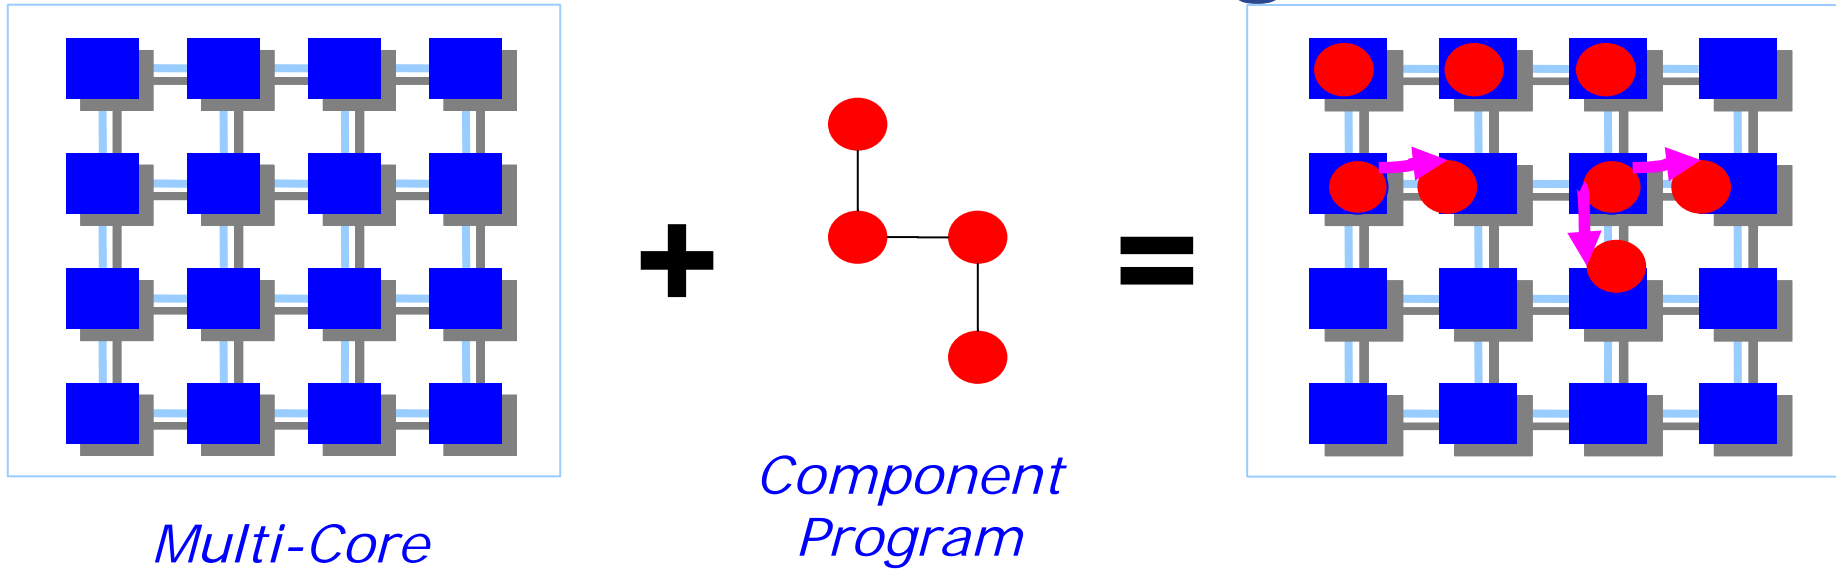 Multi-Core
+
Component
Program
=